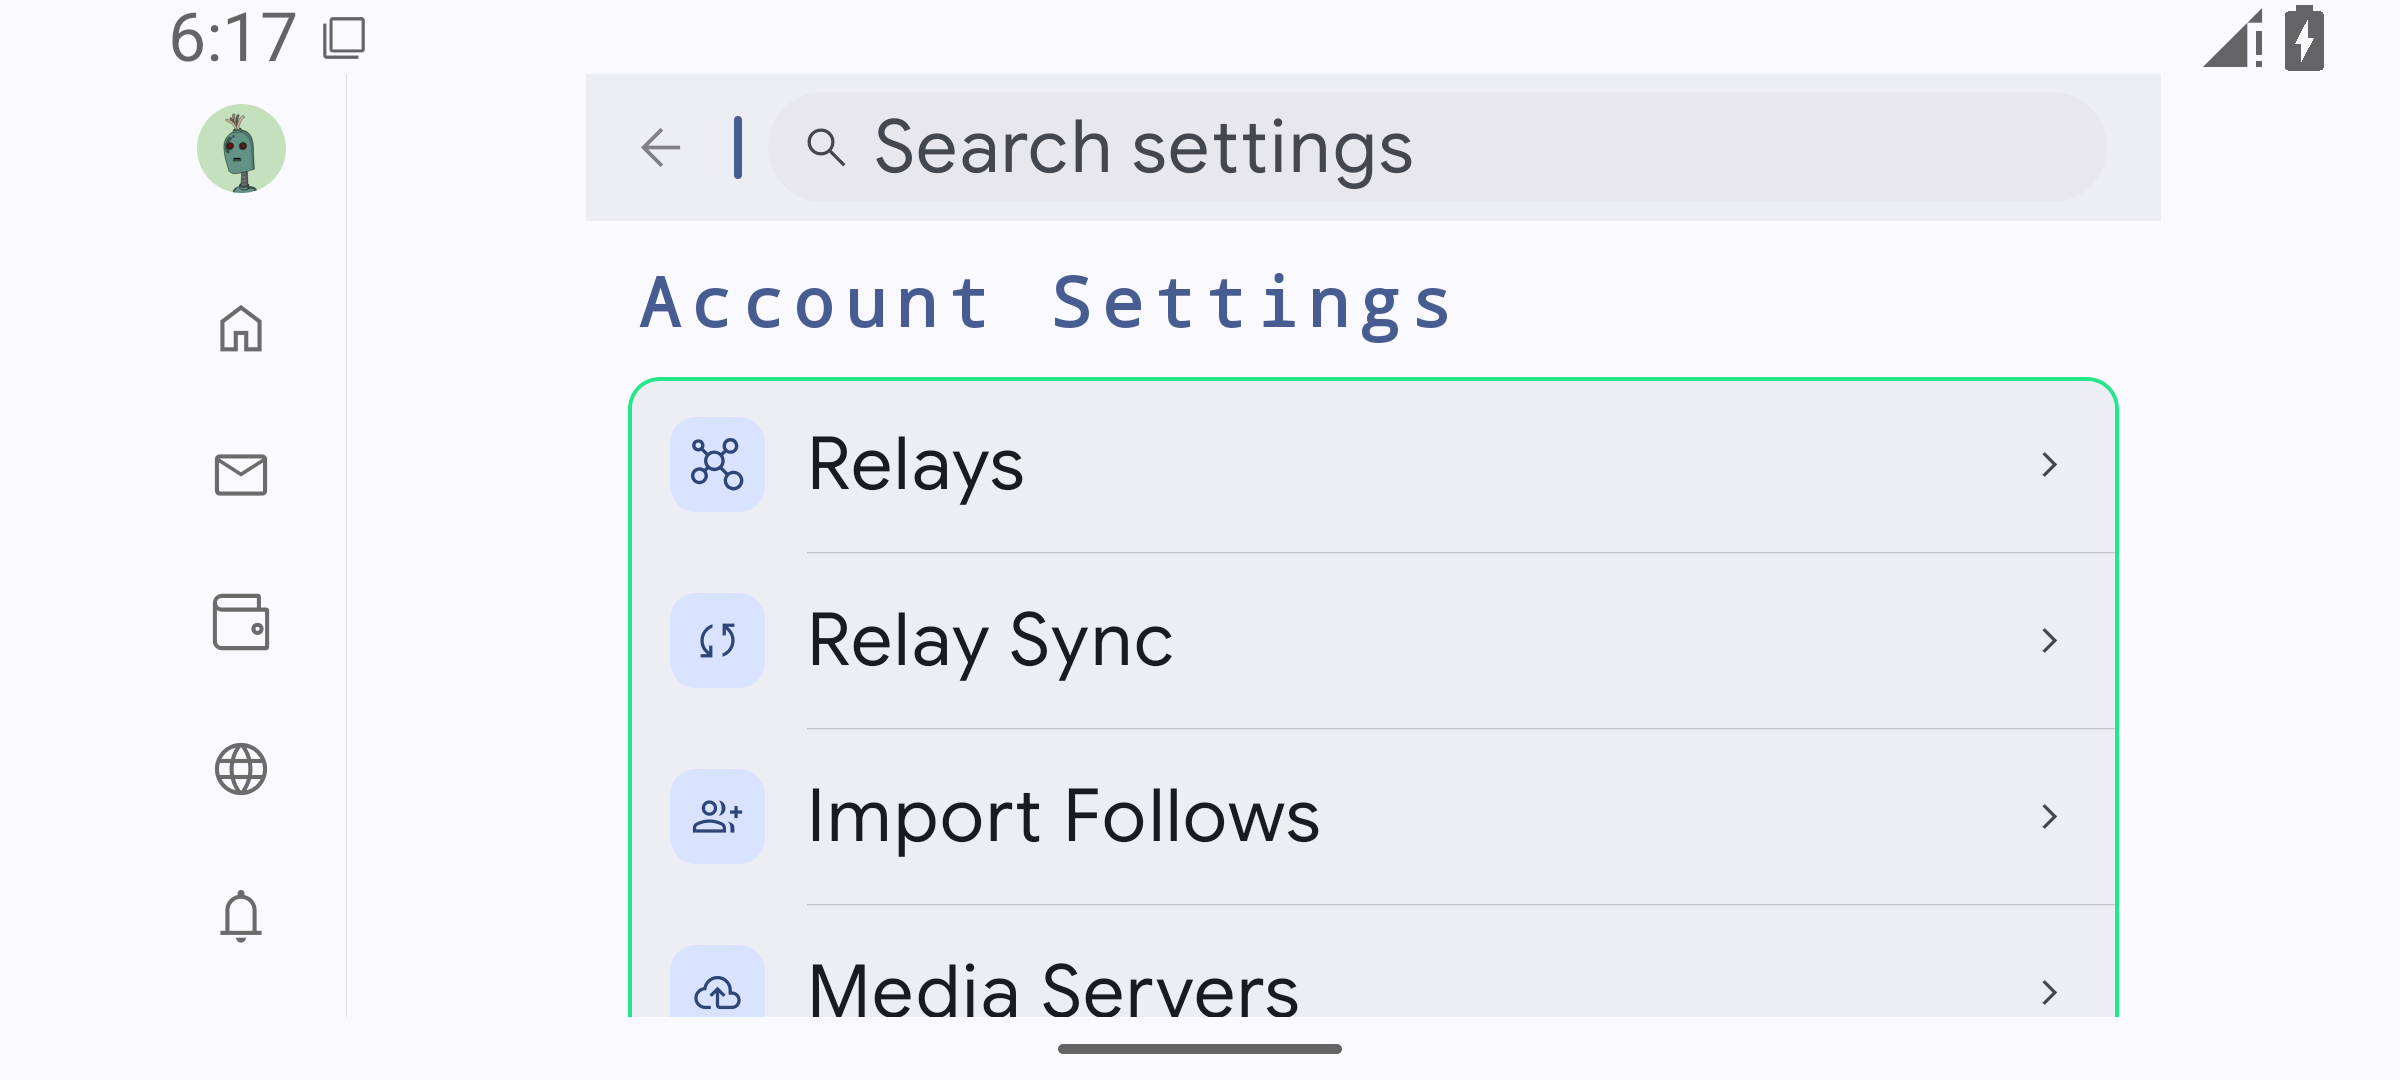 6:17
Search settings
Account Settings
Relays
Relay Sync
Import Follows
Media Servers